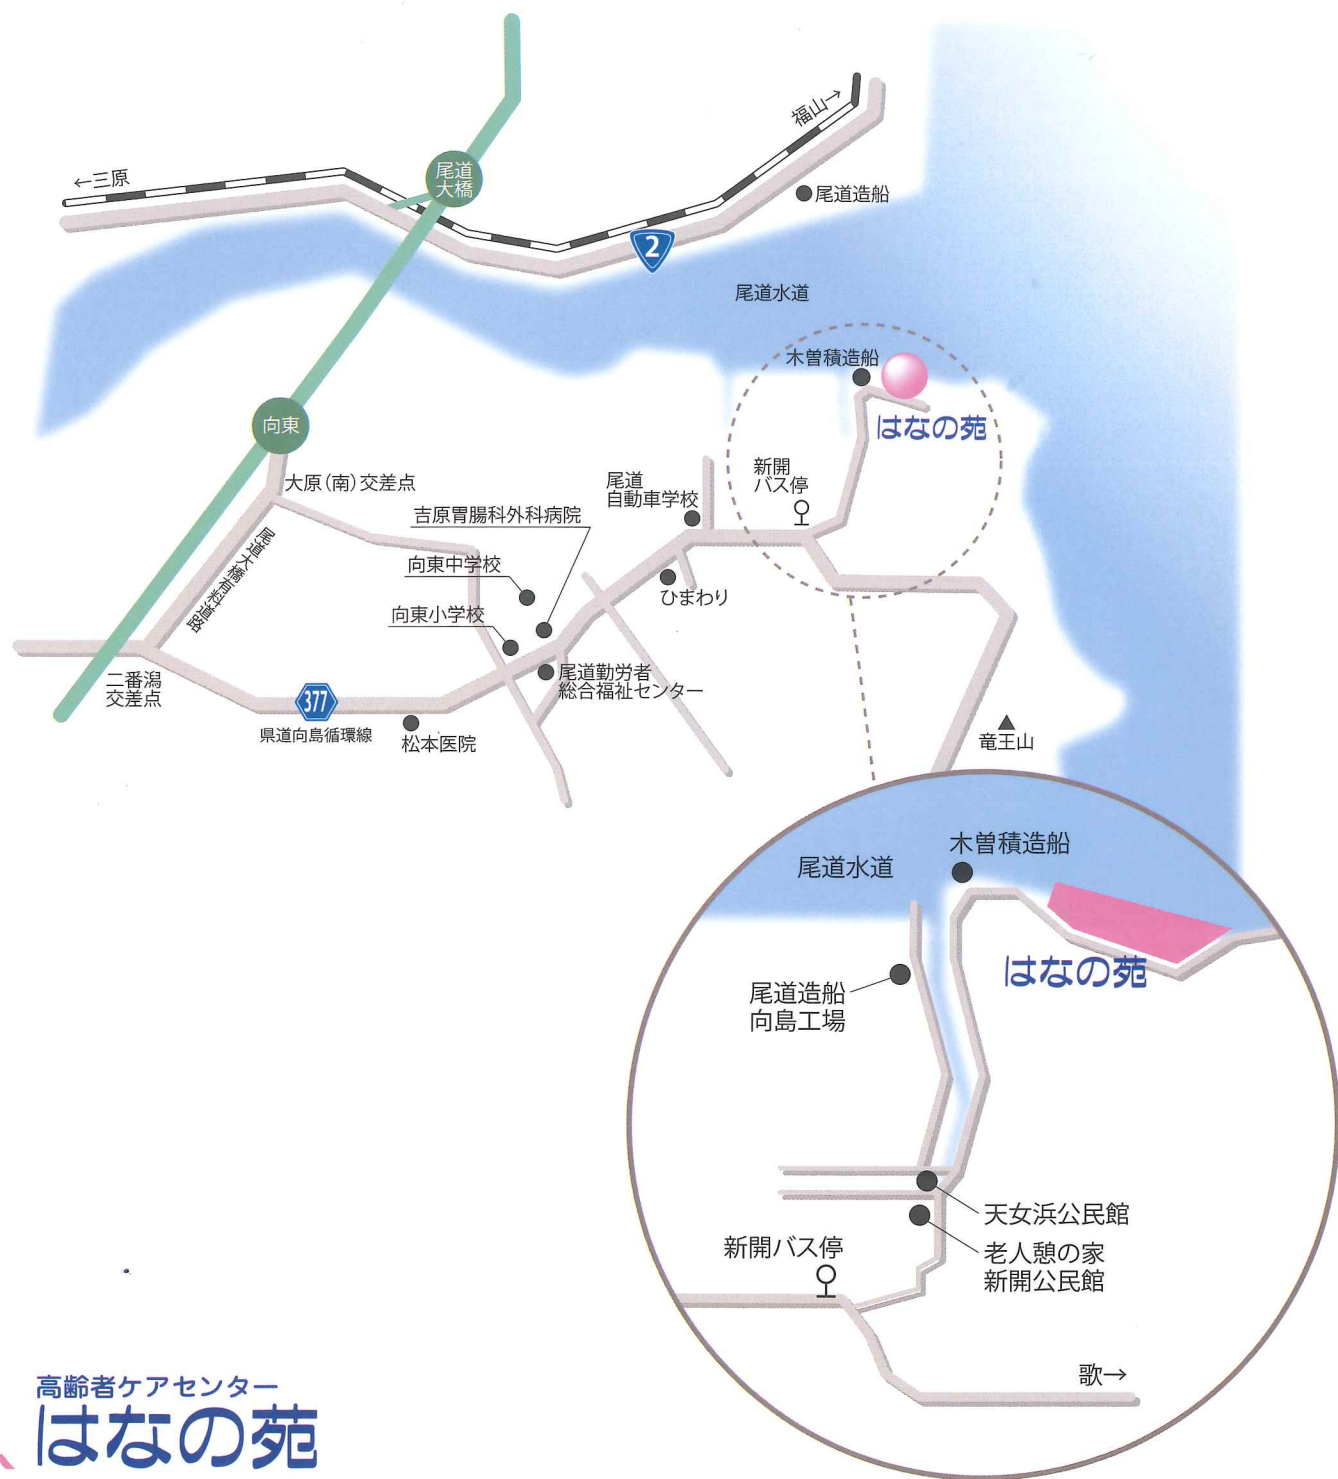 尾道
大橋
←三原
福山→
尾道造船
2
尾道水道
木曽積造船
はなの苑
向東
大原（南）交差点
尾道
自動車学校
新開
バス停
吉原胃腸科外科病院
尾道大橋有料道路
向東中学校
ひまわり
向東小学校
二番潟
交差点
尾道勤労者
総合福祉センター
377
県道向島循環線
松本医院
竜王山
木曽積造船
尾道水道
はなの苑
尾道造船
向島工場
天女浜公民館
新開バス停
老人憩の家
新開公民館
歌→
高齢者ケアセンター
はなの苑